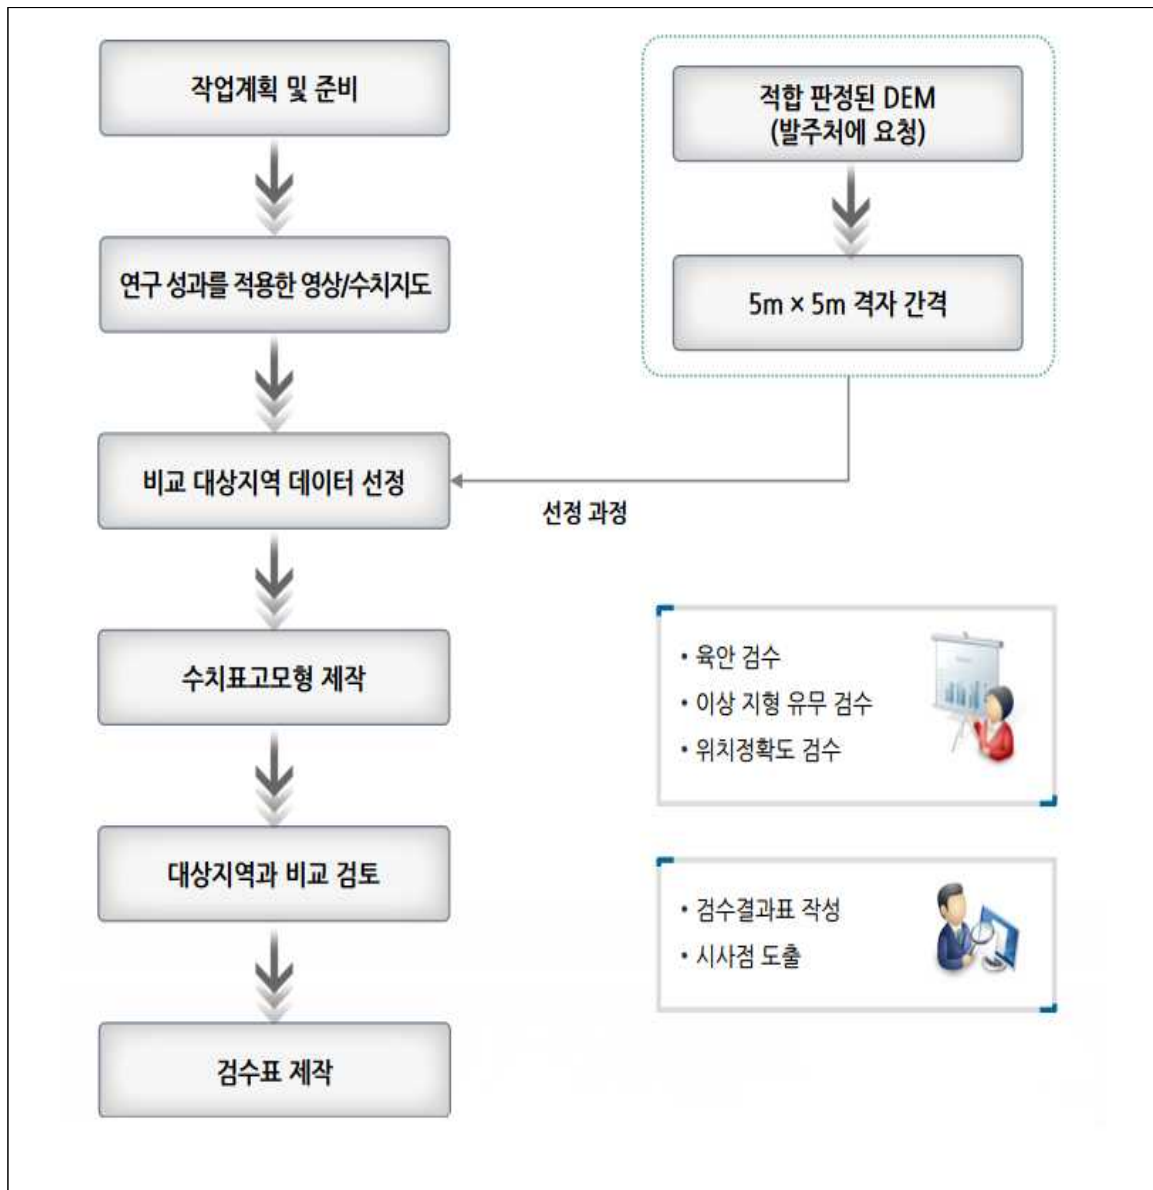 작업계획 및 준비
연구 성과를 적용한 영상/수치지도
비교 대상지역 데이터 선정
수치표고모형 제작
대상지역과 비교 검토
검수표 제작
적합 판정된 DEM
(발주처에 요청)
5m × 5m 격자 간격
선정 과정
• 육안 검수
• 이상 지형 유무 검수
• 위치정확도 검수
• 검수결과표 작성
• 시사점 도출